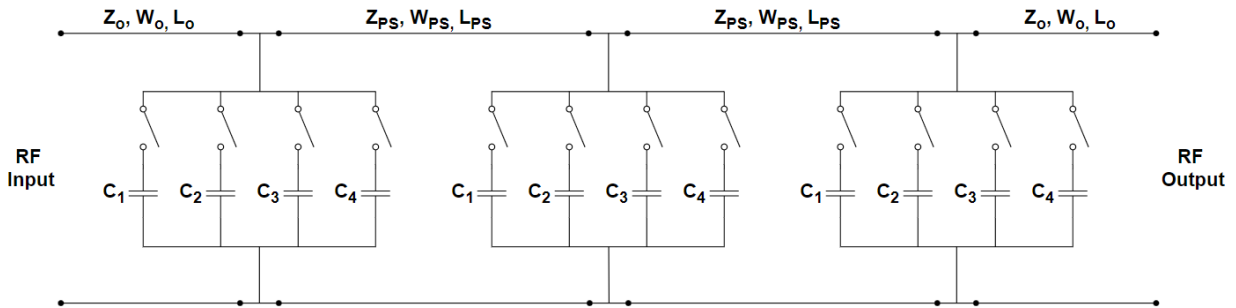 Zo, Wo, Lo
ZPS, WPS, LPS
ZPS, WPS, LPS
Zo, Wo, Lo
RF
Input
C1
C2
C3
C4
C1
C2
C3
C4
C1
C2
C3
C4
RF
Output